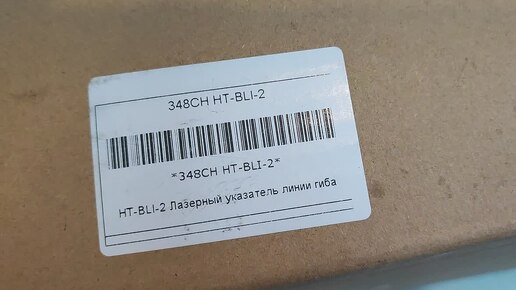 348CH HT-BLI-2
*348CH HT-BLI-2*
HT-BLI-2 Лазерный указатель линии гиба